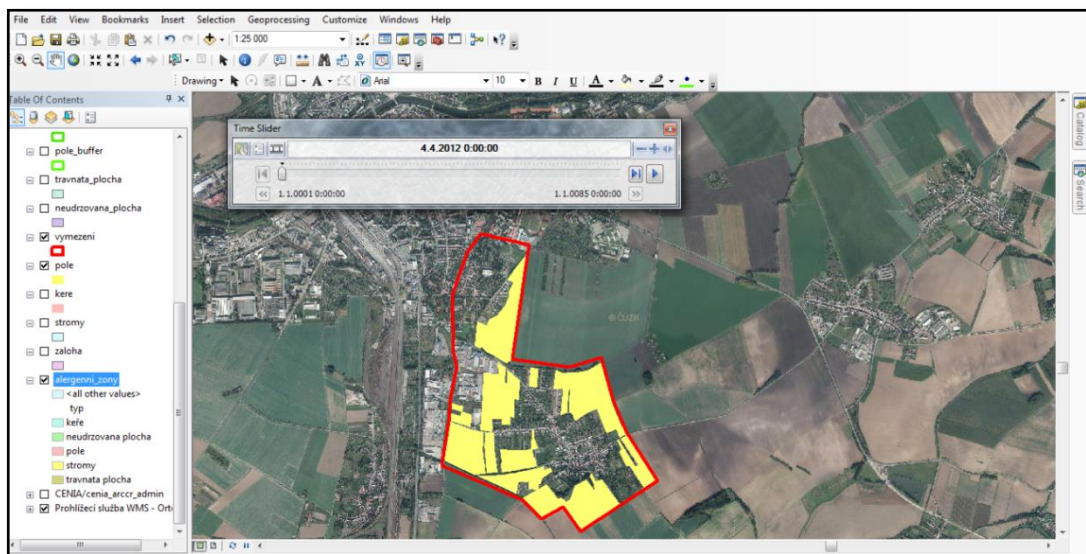 File Edit View Bookmarks Insert Selection Geoprocessing Customize Windows Help
1:25 000
Drawing A Arial 10 B I U A
Table Of Contents
pole_buffer
travnata_plocha
neudrzovana_plocha
vymezeni
pole
kere
stromy
zaloha
alergenni_zony
<all other values>
typ
keře
neudrzovana plocha
pole
stromy
travnata plocha
CENIA/cenia_arccr_admin
Prohlížecí služba WMS - Ort
Time Slider
4.4.2012 0:00:00
1.1.0001 0:00:00 1.1.0085 0:00:00
© ČÚZK
Catalog
Search